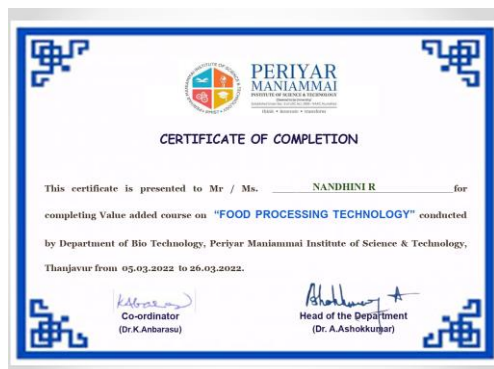 PERIYAR
MANIAMMAI
INSTITUTE OF SCIENCE & TECHNOLOGY
CERTIFICATE OF COMPLETION
This certificate is presented to Mr / Ms. NANDHINI R for
completing Value added course on "FOOD PROCESSING TECHNOLOGY" conducted
by Department of Bio Technology, Periyar Maniammai Institute of Science & Technology,
Thanjavur from 05.03.2022 to 26.03.2022.
Co-ordinator
(Dr.K.Anbarasu)
Head of the Department
(Dr. A.Ashokkumar)